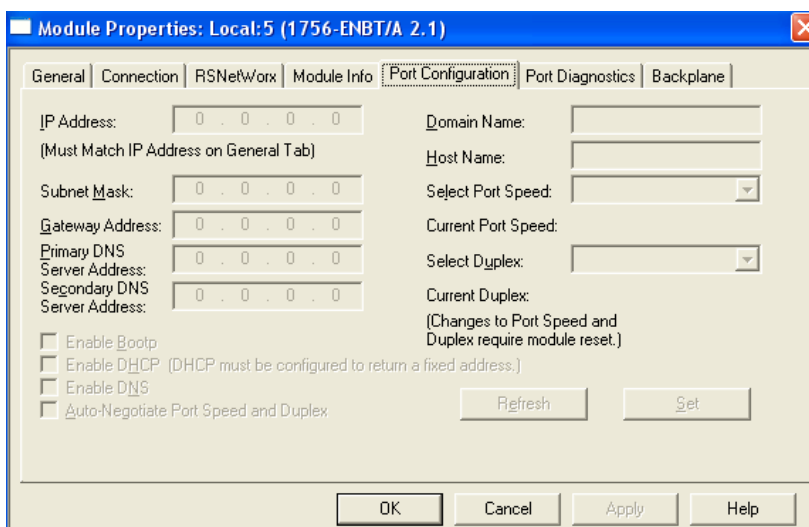 Module Properties: Local:5 (1756-ENBT/A 2.1)
General Connection RSNetWorx Module Info Port Configuration Port Diagnostics Backplane
IP Address: 0 . 0 . 0 . 0
(Must Match IP Address on General Tab)
Subnet Mask: 0 . 0 . 0 . 0
Gateway Address: 0 . 0 . 0 . 0
Primary DNS
Server Address: 0 . 0 . 0 . 0
Secondary DNS
Server Address: 0 . 0 . 0 . 0
Domain Name:
Host Name:
Select Port Speed:
Current Port Speed:
Select Duplex:
Current Duplex:
(Changes to Port Speed and
Duplex require module reset.)
Enable Bootp
Enable DHCP (DHCP must be configured to return a fixed address.)
Enable DNS
Auto-Negotiate Port Speed and Duplex
Refresh Set
OK Cancel Apply Help